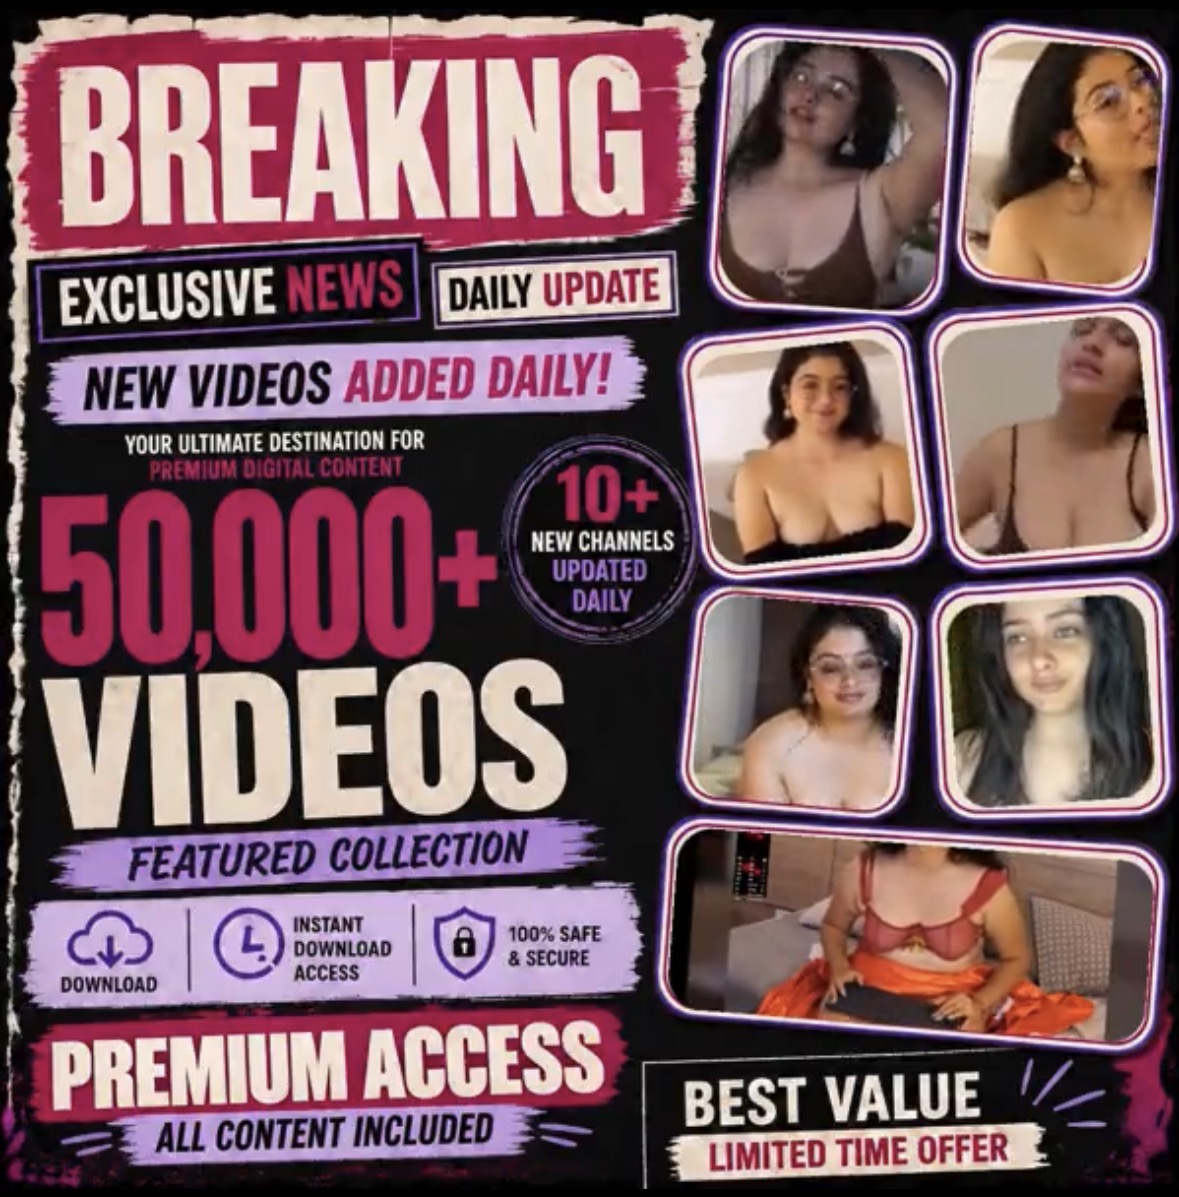 BREAKING
EXCLUSIVE NEWS
DAILY UPDATE
NEW VIDEOS ADDED DAILY!
YOUR ULTIMATE DESTINATION FOR
PREMIUM DIGITAL CONTENT
50,000+
VIDEOS
10+
NEW CHANNELS
UPDATED
DAILY
FEATURED COLLECTION
DOWNLOAD
INSTANT
DOWNLOAD
ACCESS
100% SAFE
& SECURE
PREMIUM ACCESS
ALL CONTENT INCLUDED
BEST VALUE
LIMITED TIME OFFER